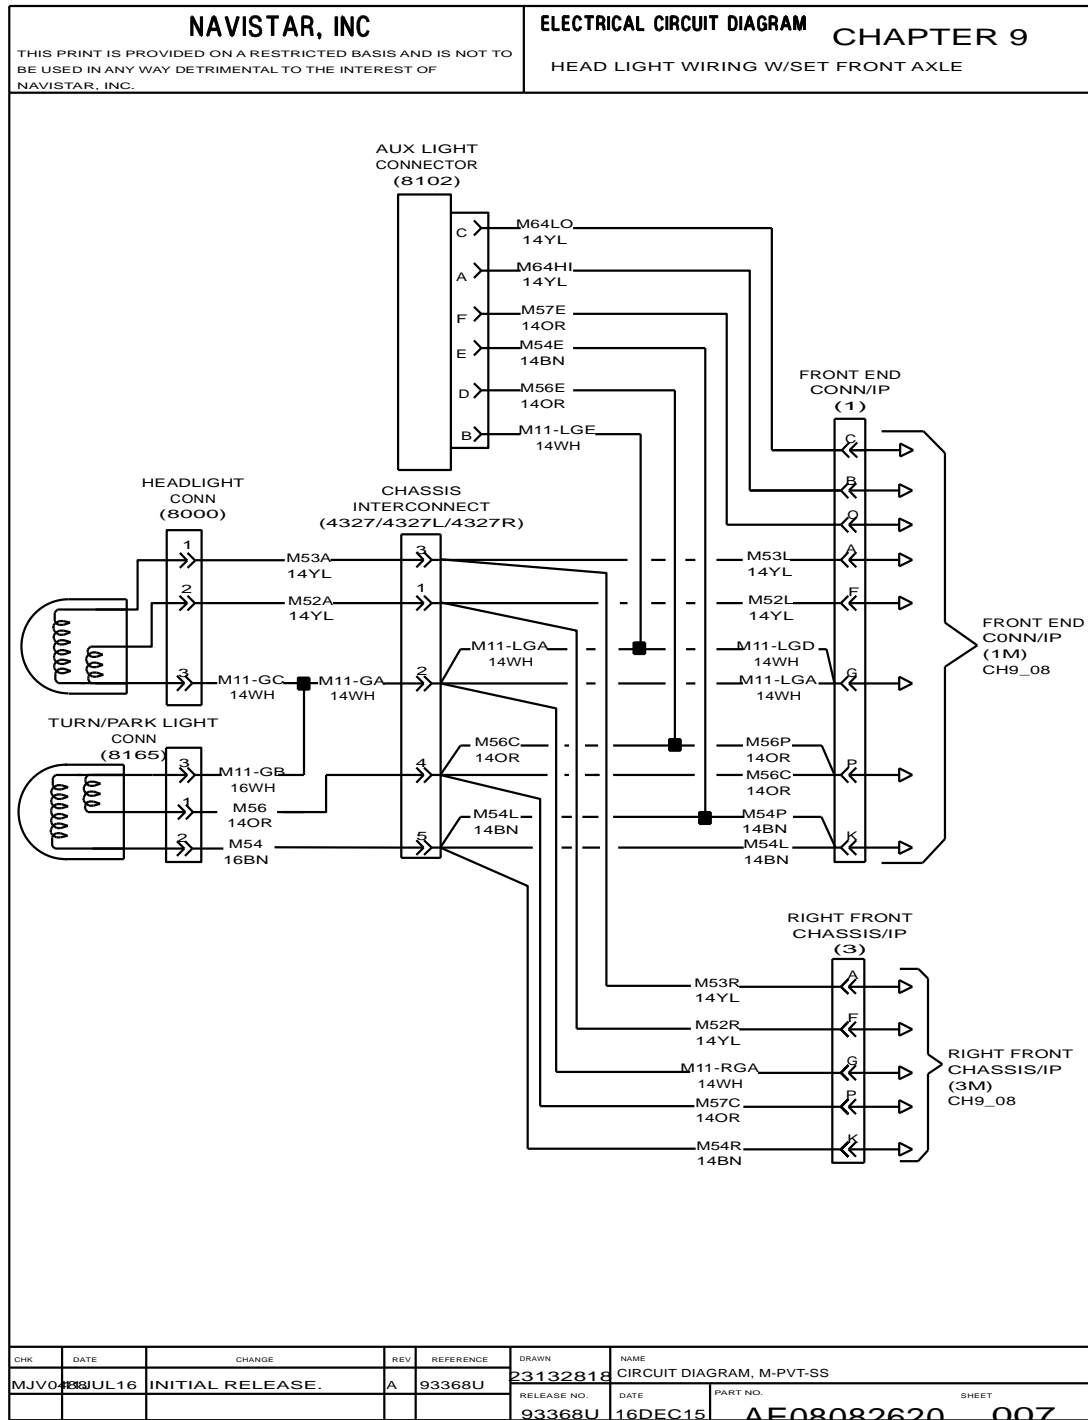 NAVISTAR, INC
THIS PRINT IS PROVIDED ON A RESTRICTED BASIS AND IS NOT TO
BE USED IN ANY WAY DETRIMENTAL TO THE INTEREST OF
NAVISTAR, INC.
ELECTRICAL CIRCUIT DIAGRAM
CHAPTER 9
HEAD LIGHT WIRING W/SET FRONT AXLE
AUX LIGHT
CONNECTOR
(8102)
C
M64LO
14YL
A
M64HI
14YL
F
M57E
14OR
E
M54E
14BN
D
M56E
14OR
B
M11-LGE
14WH
FRONT END
CONN/IP
(1)
C
B
O
A
F
G
P
K
HEADLIGHT
CONN
(8000)
CHASSIS
INTERCONNECT
(4327/4327L/4327R)
1
M53A
14YL
3
M53L
14YL
2
M52A
14YL
1
M52L
14YL
FRONT END
CONN/IP
(1M)
CH9_08
M11-LGA
14WH
M11-LGD
14WH
3
M11-GC
14WH
M11-GA
14WH
2
M11-LGA
14WH
TURN/PARK LIGHT
CONN
(8165)
M56C
14OR
M56P
14OR
3
M11-GB
16WH
4
M56C
14OR
1
M56
14OR
M54L
14BN
M54P
14BN
2
M54
16BN
5
M54L
14BN
RIGHT FRONT
CHASSIS/IP
(3)
M53R
14YL
A
M52R
14YL
F
M11-RGA
14WH
G
M57C
14OR
P
M54R
14BN
K
RIGHT FRONT
CHASSIS/IP
(3M)
CH9_08
CHK DATE CHANGE REV REFERENCE
INITIAL RELEASE. A 93368U
DRAWN
23132818
NAME
CIRCUIT DIAGRAM, M-PVT-SS
RELEASE NO.
93368U
DATE
16DEC15
PART NO.
AE08082620
SHEET
007